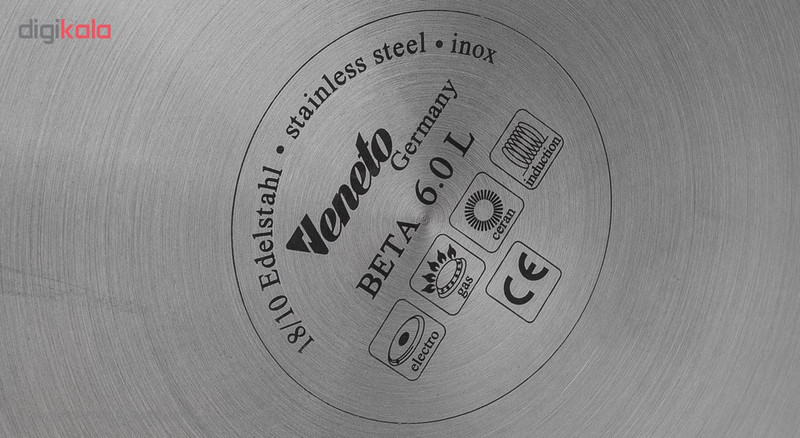 digikala
18/10 Edelstahl • stainless steel • inox
Veneto
Germany
BETA 6.0 L
electro
gas
ceran
induction
CE